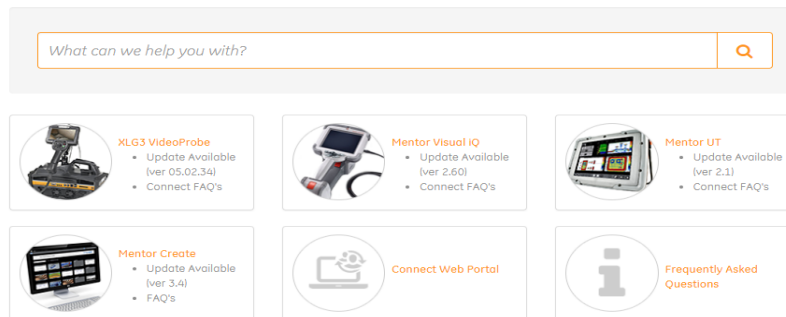 What can we help you with?
XLG3 VideoProbe
• Update Available
(ver 05.02.34)
• Connect FAQ's
Mentor Visual iQ
• Update Available
(ver 2.60)
• Connect FAQ's
Mentor UT
• Update Available
(ver 2.1)
• Connect FAQ's
Mentor Create
• Update Available
(ver 3.4)
• FAQ's
Connect Web Portal
Frequently Asked
Questions